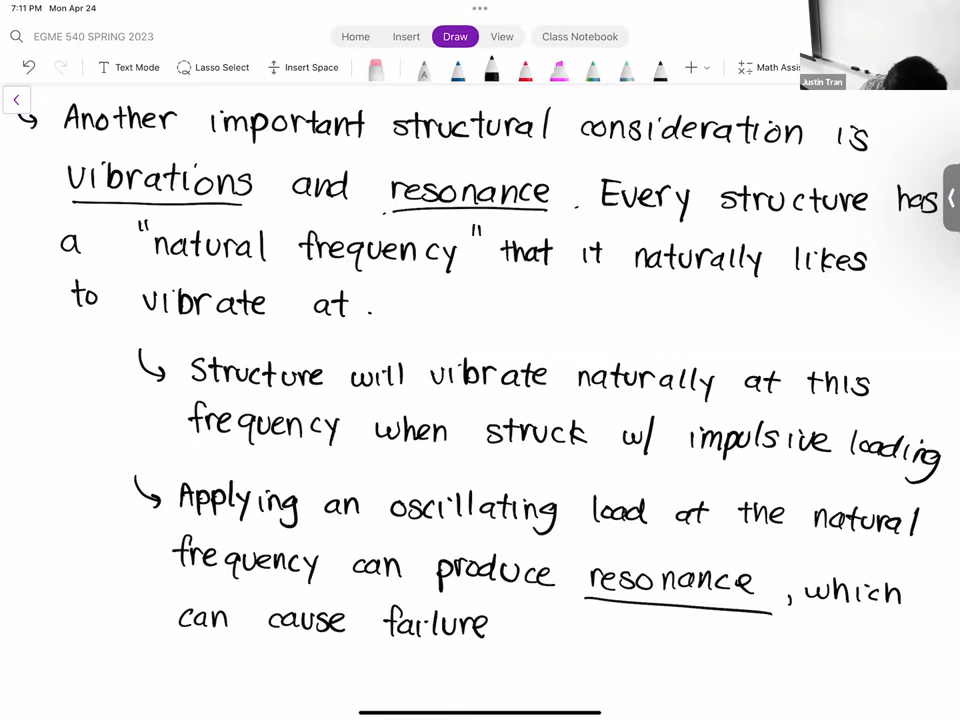 7:11 PM Mon Apr 24
EGME 540 SPRING 2023
Home Insert Draw View Class Notebook
Text Mode Lasso Select Insert Space Math Assis
Justin Tran
↳ Another important structural consideration is
vibrations and resonance. Every structure has
a "natural frequency" that it naturally likes
to vibrate at.
↳ Structure will vibrate naturally at this
frequency when struck w/ impulsive loading
↳ Applying an oscillating load at the natural
frequency can produce resonance, which
can cause failure